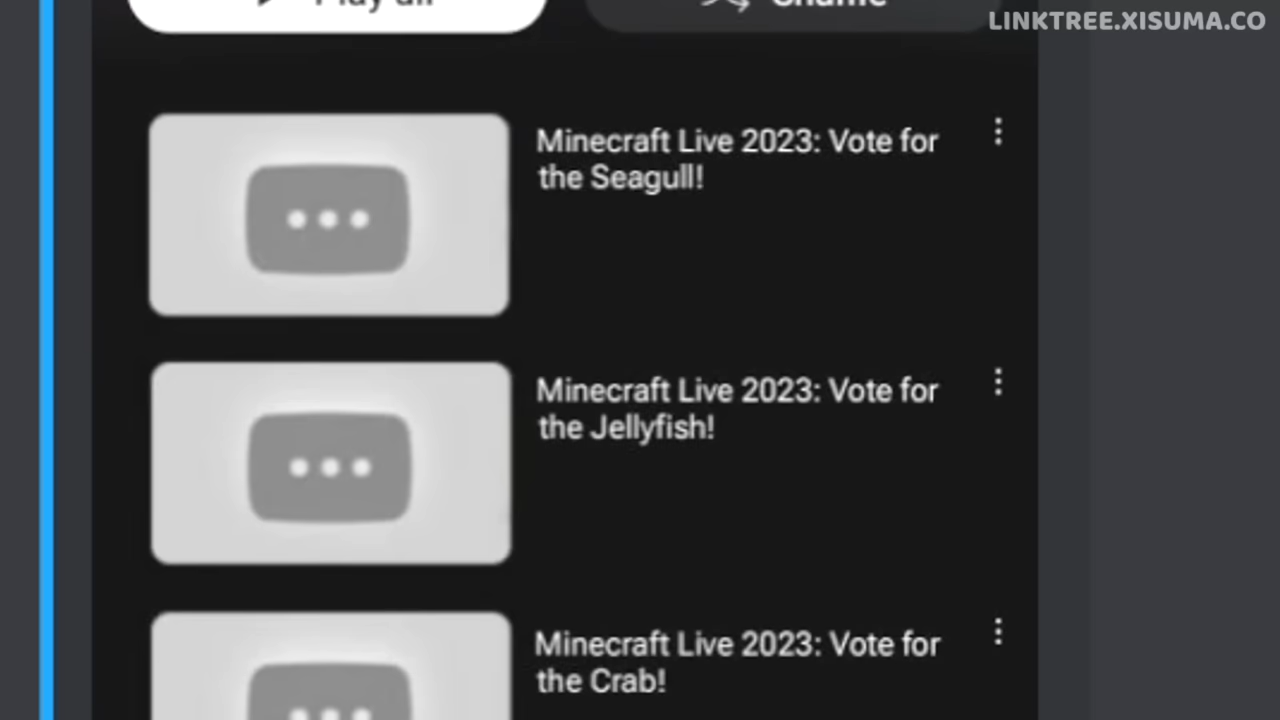 Play all
Shuffle
LINKTREE.XISUMA.CO
Minecraft Live 2023: Vote for
the Seagull!
Minecraft Live 2023: Vote for
the Jellyfish!
Minecraft Live 2023: Vote for
the Crab!